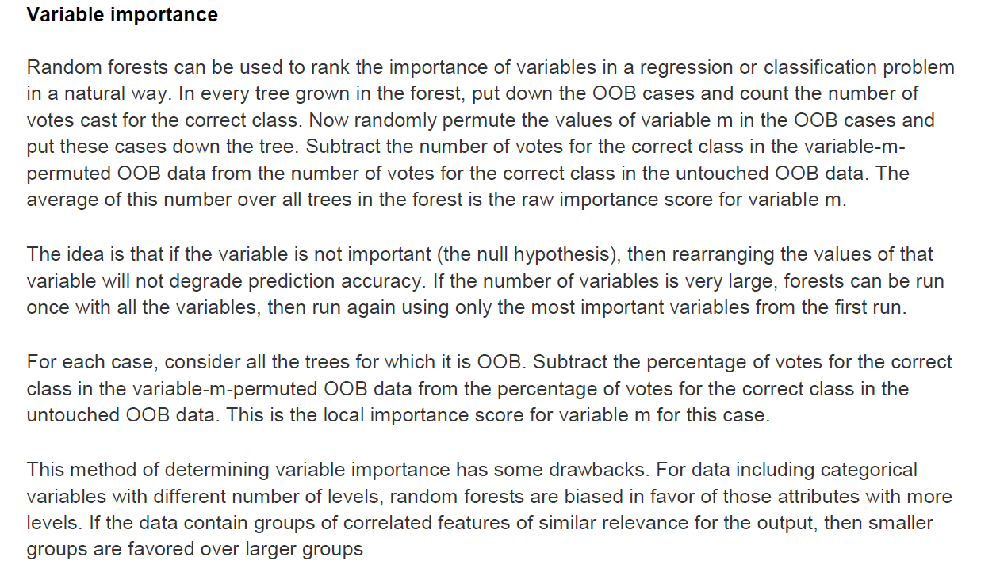 Variable importance
Random forests can be used to rank the importance of variables in a regression or classification problem
in a natural way. In every tree grown in the forest, put down the OOB cases and count the number of
votes cast for the correct class. Now randomly permute the values of variable m in the OOB cases and
put these cases down the tree. Subtract the number of votes for the correct class in the variable-m-
permuted OOB data from the number of votes for the correct class in the untouched OOB data. The
average of this number over all trees in the forest is the raw importance score for variable m.
The idea is that if the variable is not important (the null hypothesis), then rearranging the values of that
variable will not degrade prediction accuracy. If the number of variables is very large, forests can be run
once with all the variables, then run again using only the most important variables from the first run.
For each case, consider all the trees for which it is OOB. Subtract the percentage of votes for the correct
class in the variable-m-permuted OOB data from the percentage of votes for the correct class in the
untouched OOB data. This is the local importance score for variable m for this case.
This method of determining variable importance has some drawbacks. For data including categorical
variables with different number of levels, random forests are biased in favor of those attributes with more
levels. If the data contain groups of correlated features of similar relevance for the output, then smaller
groups are favored over larger groups